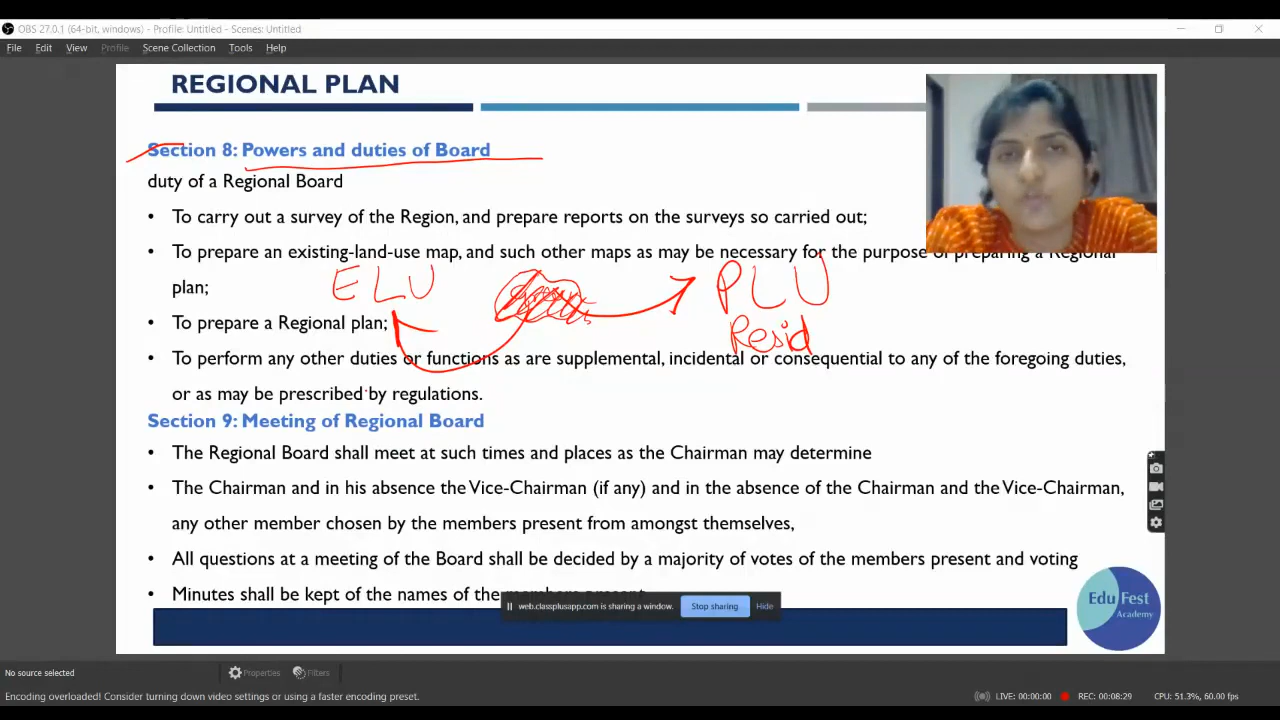 OBS 27.0.1 (64-bit, windows) - Profile: Untitled - Scenes: Untitled
File Edit View Profile Scene Collection Tools Help
REGIONAL PLAN
Section 8: Powers and duties of Board
duty of a Regional Board
• To carry out a survey of the Region, and prepare reports on the surveys so carried out;
• To prepare an existing-land-use map, and such other maps as may be necessary for the purpose of preparing a Regional
plan;
ELU PLU
• To prepare a Regional plan;
Resid
• To perform any other duties or functions as are supplemental, incidental or consequential to any of the foregoing duties,
or as may be prescribed by regulations.
Section 9: Meeting of Regional Board
• The Regional Board shall meet at such times and places as the Chairman may determine
• The Chairman and in his absence the Vice-Chairman (if any) and in the absence of the Chairman and the Vice-Chairman,
any other member chosen by the members present from amongst themselves,
• All questions at a meeting of the Board shall be decided by a majority of votes of the members present and voting
• Minutes shall be kept of the names of the members present
web.classplusapp.com is sharing a window. Stop sharing Hide
Edu Fest
Academy
No source selected Properties Filters
Encoding overloaded! Consider turning down video settings or using a faster encoding preset. LIVE: 00:00:00 REC: 00:08:29 CPU: 51.3%, 60.00 fps